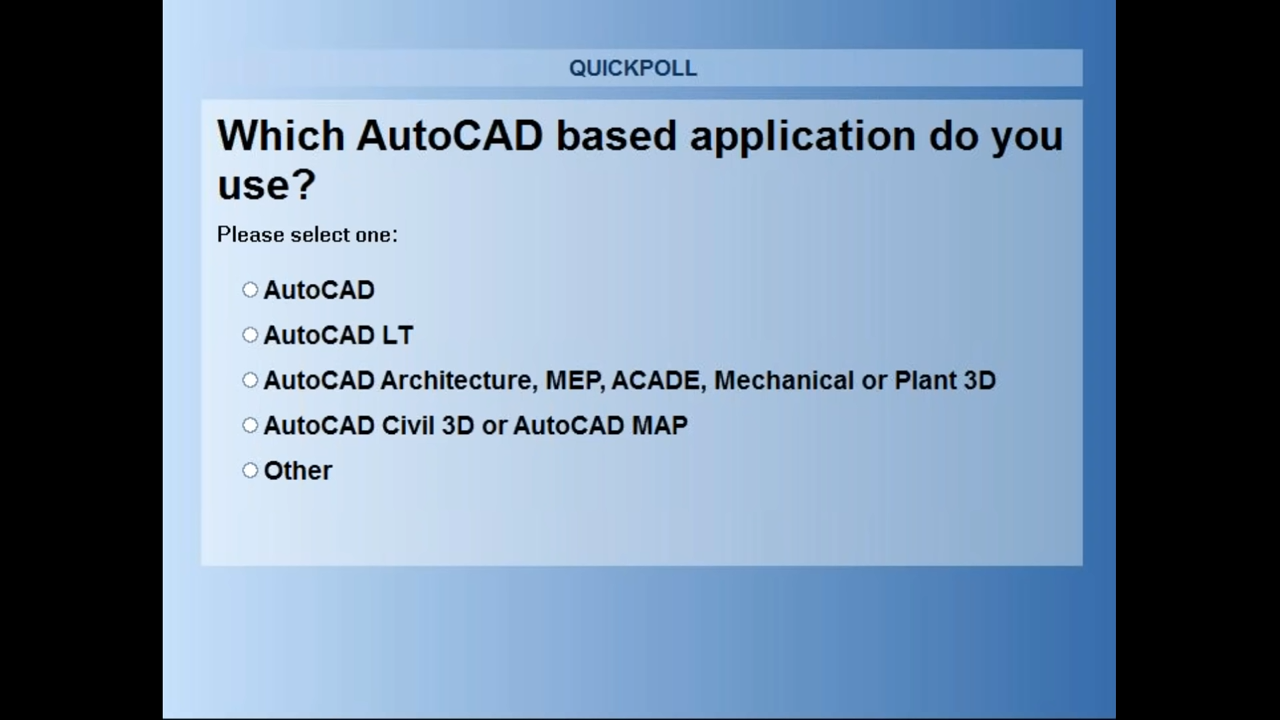 QUICKPOLL
Which AutoCAD based application do you
use?
Please select one:
AutoCAD
AutoCAD LT
AutoCAD Architecture, MEP, ACADE, Mechanical or Plant 3D
AutoCAD Civil 3D or AutoCAD MAP
Other